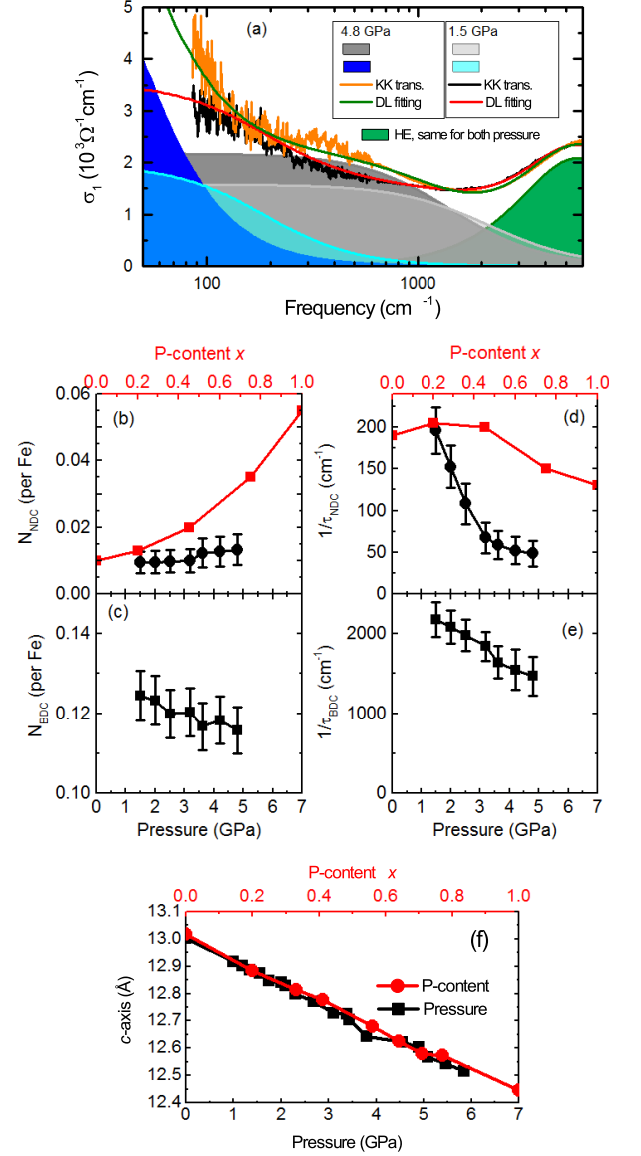 (a)
4.8 GPa
1.5 GPa
KK trans.
KK trans.
DL fitting
DL fitting
HE, same for both pressure
σ₁ (10³Ω⁻¹cm⁻¹)
5
4
3
2
1
0
100
1000
Frequency (cm ⁻¹)
P-content x
0.0 0.2 0.4 0.6 0.8 1.0
(b)
N_NDC (per Fe)
0.06
0.04
0.02
0.00
(c)
N_BDC (per Fe)
0.14
0.12
0.10
0 1 2 3 4 5 6 7
Pressure (GPa)
P-content x
0.0 0.2 0.4 0.6 0.8 1.0
(d)
1/τ_NDC (cm⁻¹)
200
150
100
50
0
(e)
1/τ_BDC (cm⁻¹)
2000
1000
0
0 1 2 3 4 5 6 7
Pressure (GPa)
P-content x
0.0 0.2 0.4 0.6 0.8 1.0
(f)
c-axis (Å)
13.1
13.0
12.9
12.8
12.7
12.6
12.5
12.4
P-content
Pressure
0 1 2 3 4 5 6 7
Pressure (GPa)